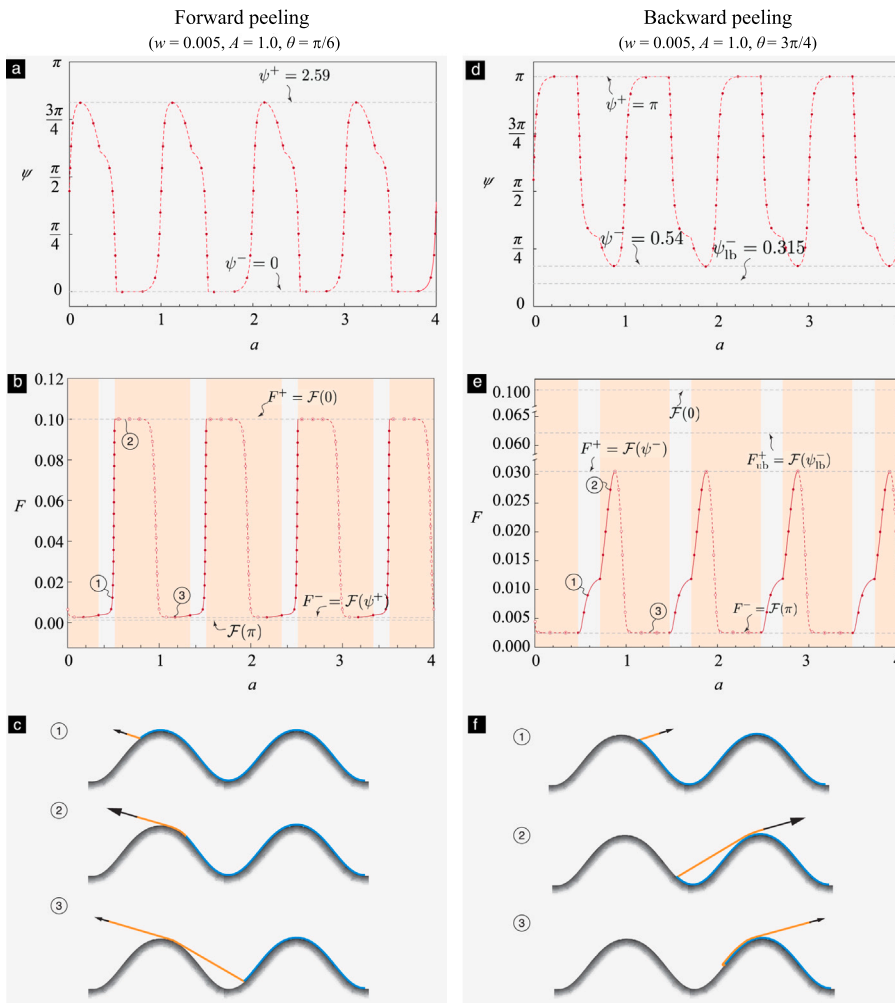 Forward peeling
(w = 0.005, A = 1.0, θ = π/6)
Backward peeling
(w = 0.005, A = 1.0, θ = 3π/4)
a
π
3π/4
π/2
π/4
0
ψ
ψ⁺ = 2.59
ψ⁻ = 0
0 1 2 3 4
a
d
π
3π/4
π/2
π/4
0
ψ
ψ⁺ = π
ψ⁻ = 0.54
ψ⁻lb = 0.315
0 1 2 3 4
a
b
0.12
0.10
0.08
0.06
0.04
0.02
0.00
F
F⁺ = ℱ(0)
②
①
③
F⁻ = ℱ(ψ⁺)
ℱ(π)
0 1 2 3 4
a
e
0.100
0.065
0.060
0.030
0.025
0.020
0.015
0.010
0.005
0.000
F
ℱ(0)
F⁺ = ℱ(ψ⁻)
F⁺ub = ℱ(ψ⁻lb)
②
①
③
F⁻ = ℱ(π)
0 1 2 3 4
a
c
①
②
③
f
①
②
③